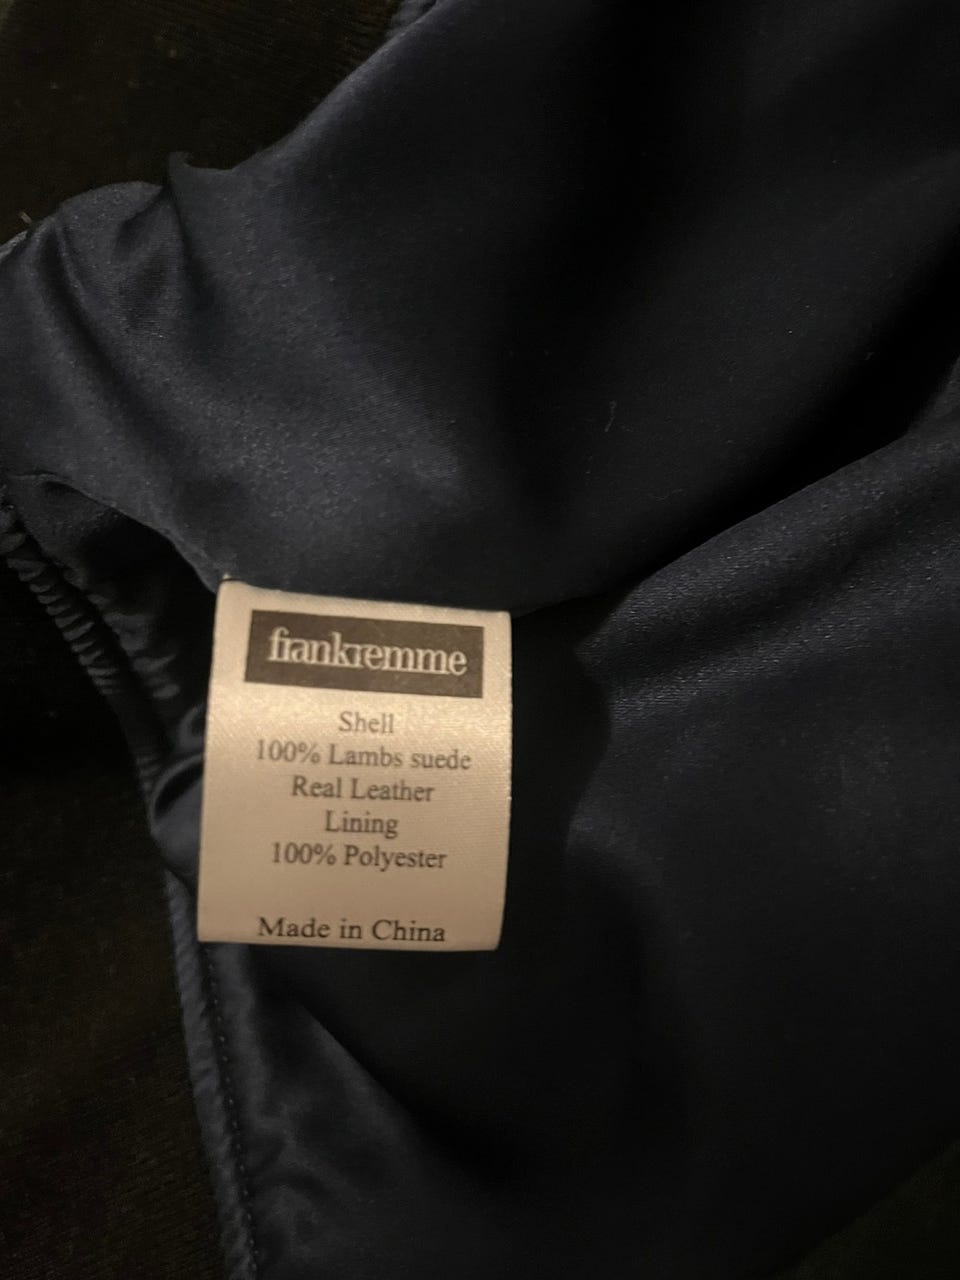 frankremme
Shell
100% Lambs suede
Real Leather
Lining
100% Polyester
Made in China